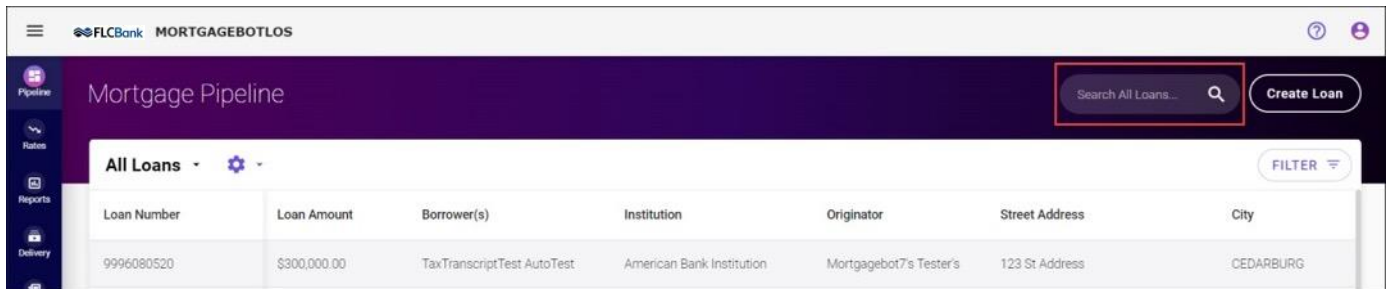 FLCBank MORTGAGEBOTLOS
Pipeline
Mortgage Pipeline
Search All Loans...
Create Loan
Rates
All Loans
FILTER
Reports
Loan Number Loan Amount Borrower(s) Institution Originator Street Address City
Delivery
9996080520 $300,000.00 TaxTranscriptTest AutoTest American Bank Institution Mortgagebot7's Tester's 123 St Address CEDARBURG